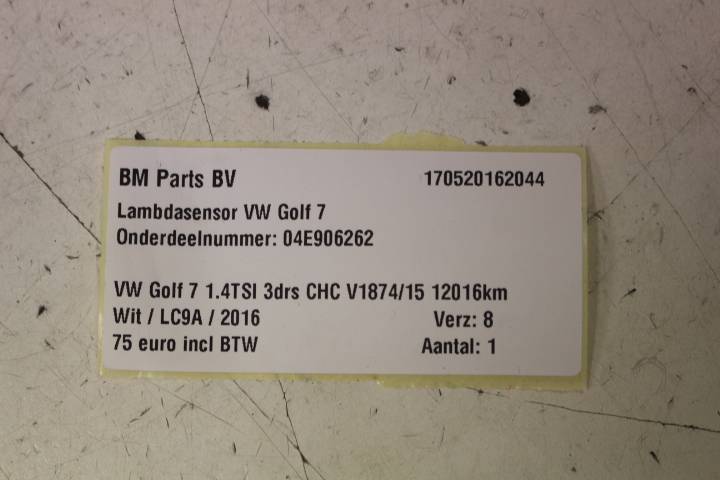 BM Parts BV 170520162044
Lambdasensor VW Golf 7
Onderdeelnummer: 04E906262
VW Golf 7 1.4TSI 3drs CHC V1874/15 12016km
Wit / LC9A / 2016 Verz: 8
75 euro incl BTW Aantal: 1